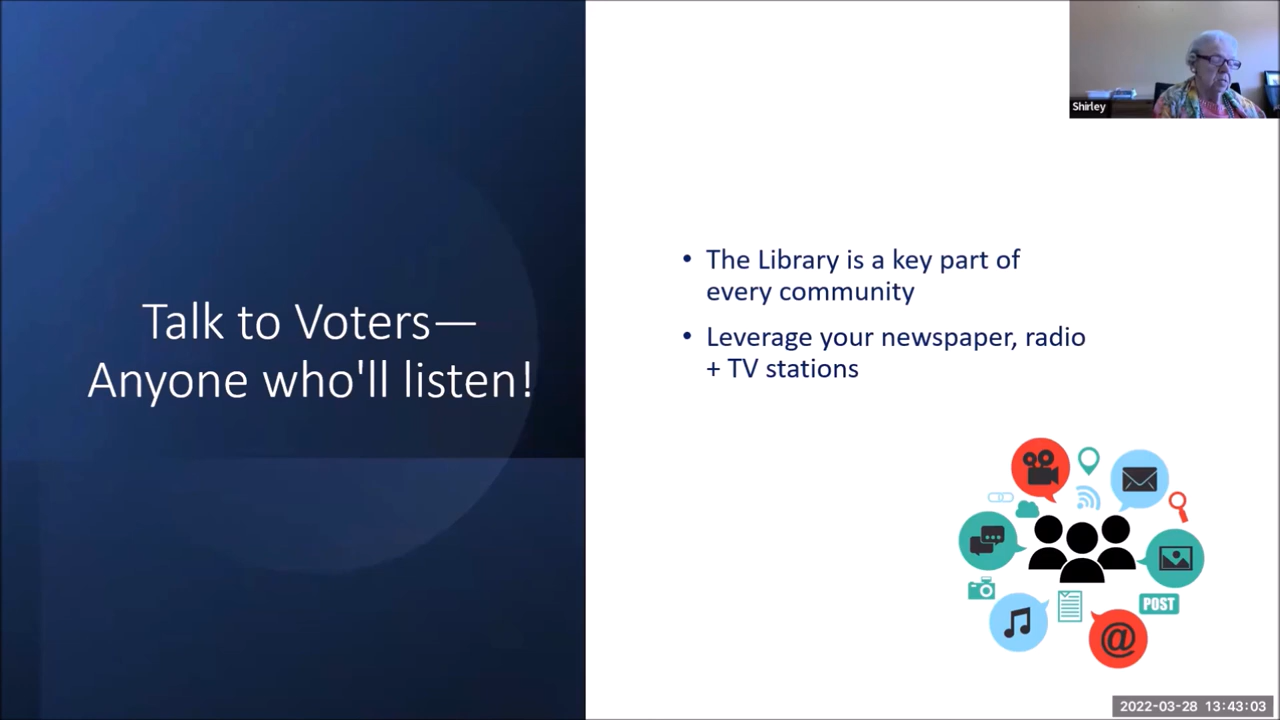 Shirley
Talk to Voters—
Anyone who'll listen!
• The Library is a key part of
every community
• Leverage your newspaper, radio
+ TV stations
POST
@
2022-03-28 13:43:03